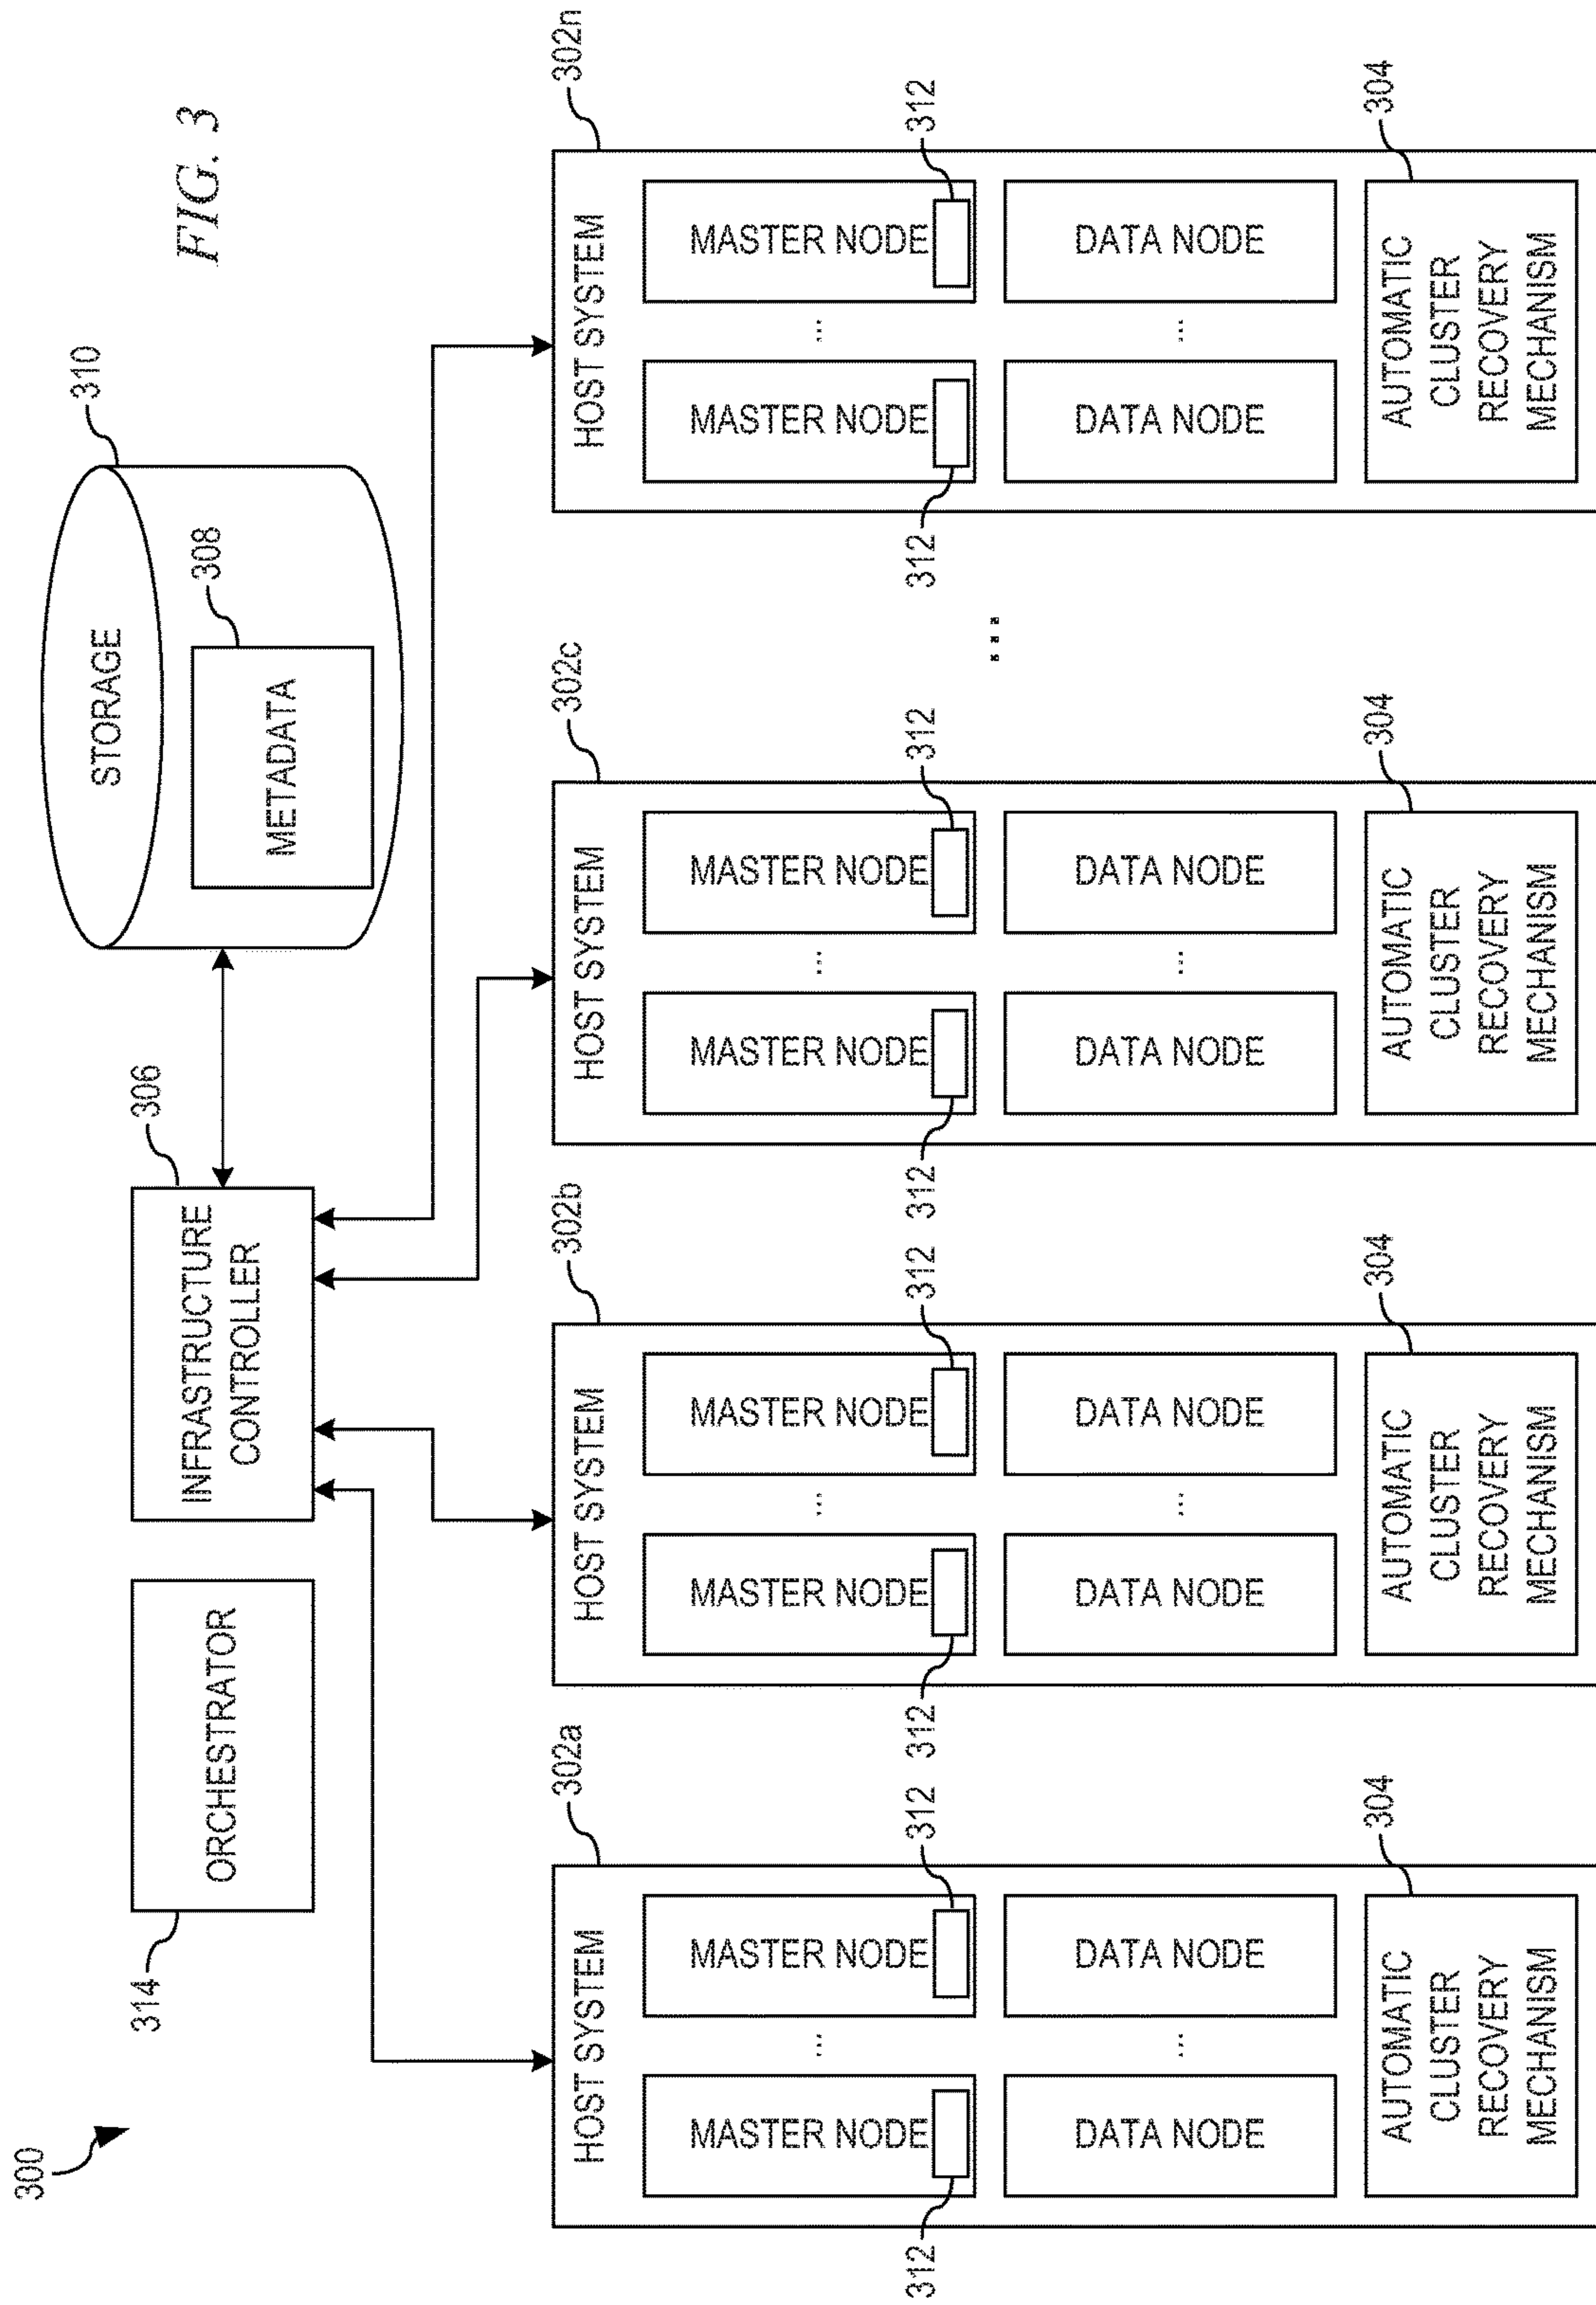 FIG. 3
300
314
ORCHESTRATOR
INFRASTRUCTURE
CONTROLLER
306
STORAGE
310
METADATA
308
302a
HOST SYSTEM
MASTER NODE
...
MASTER NODE
312
312
DATA NODE
...
DATA NODE
AUTOMATIC
CLUSTER
RECOVERY
MECHANISM
304
302b
HOST SYSTEM
MASTER NODE
...
MASTER NODE
312
312
DATA NODE
...
DATA NODE
AUTOMATIC
CLUSTER
RECOVERY
MECHANISM
304
302c
HOST SYSTEM
MASTER NODE
...
MASTER NODE
312
312
DATA NODE
...
DATA NODE
AUTOMATIC
CLUSTER
RECOVERY
MECHANISM
304
...
302n
HOST SYSTEM
MASTER NODE
...
MASTER NODE
312
312
DATA NODE
...
DATA NODE
AUTOMATIC
CLUSTER
RECOVERY
MECHANISM
304